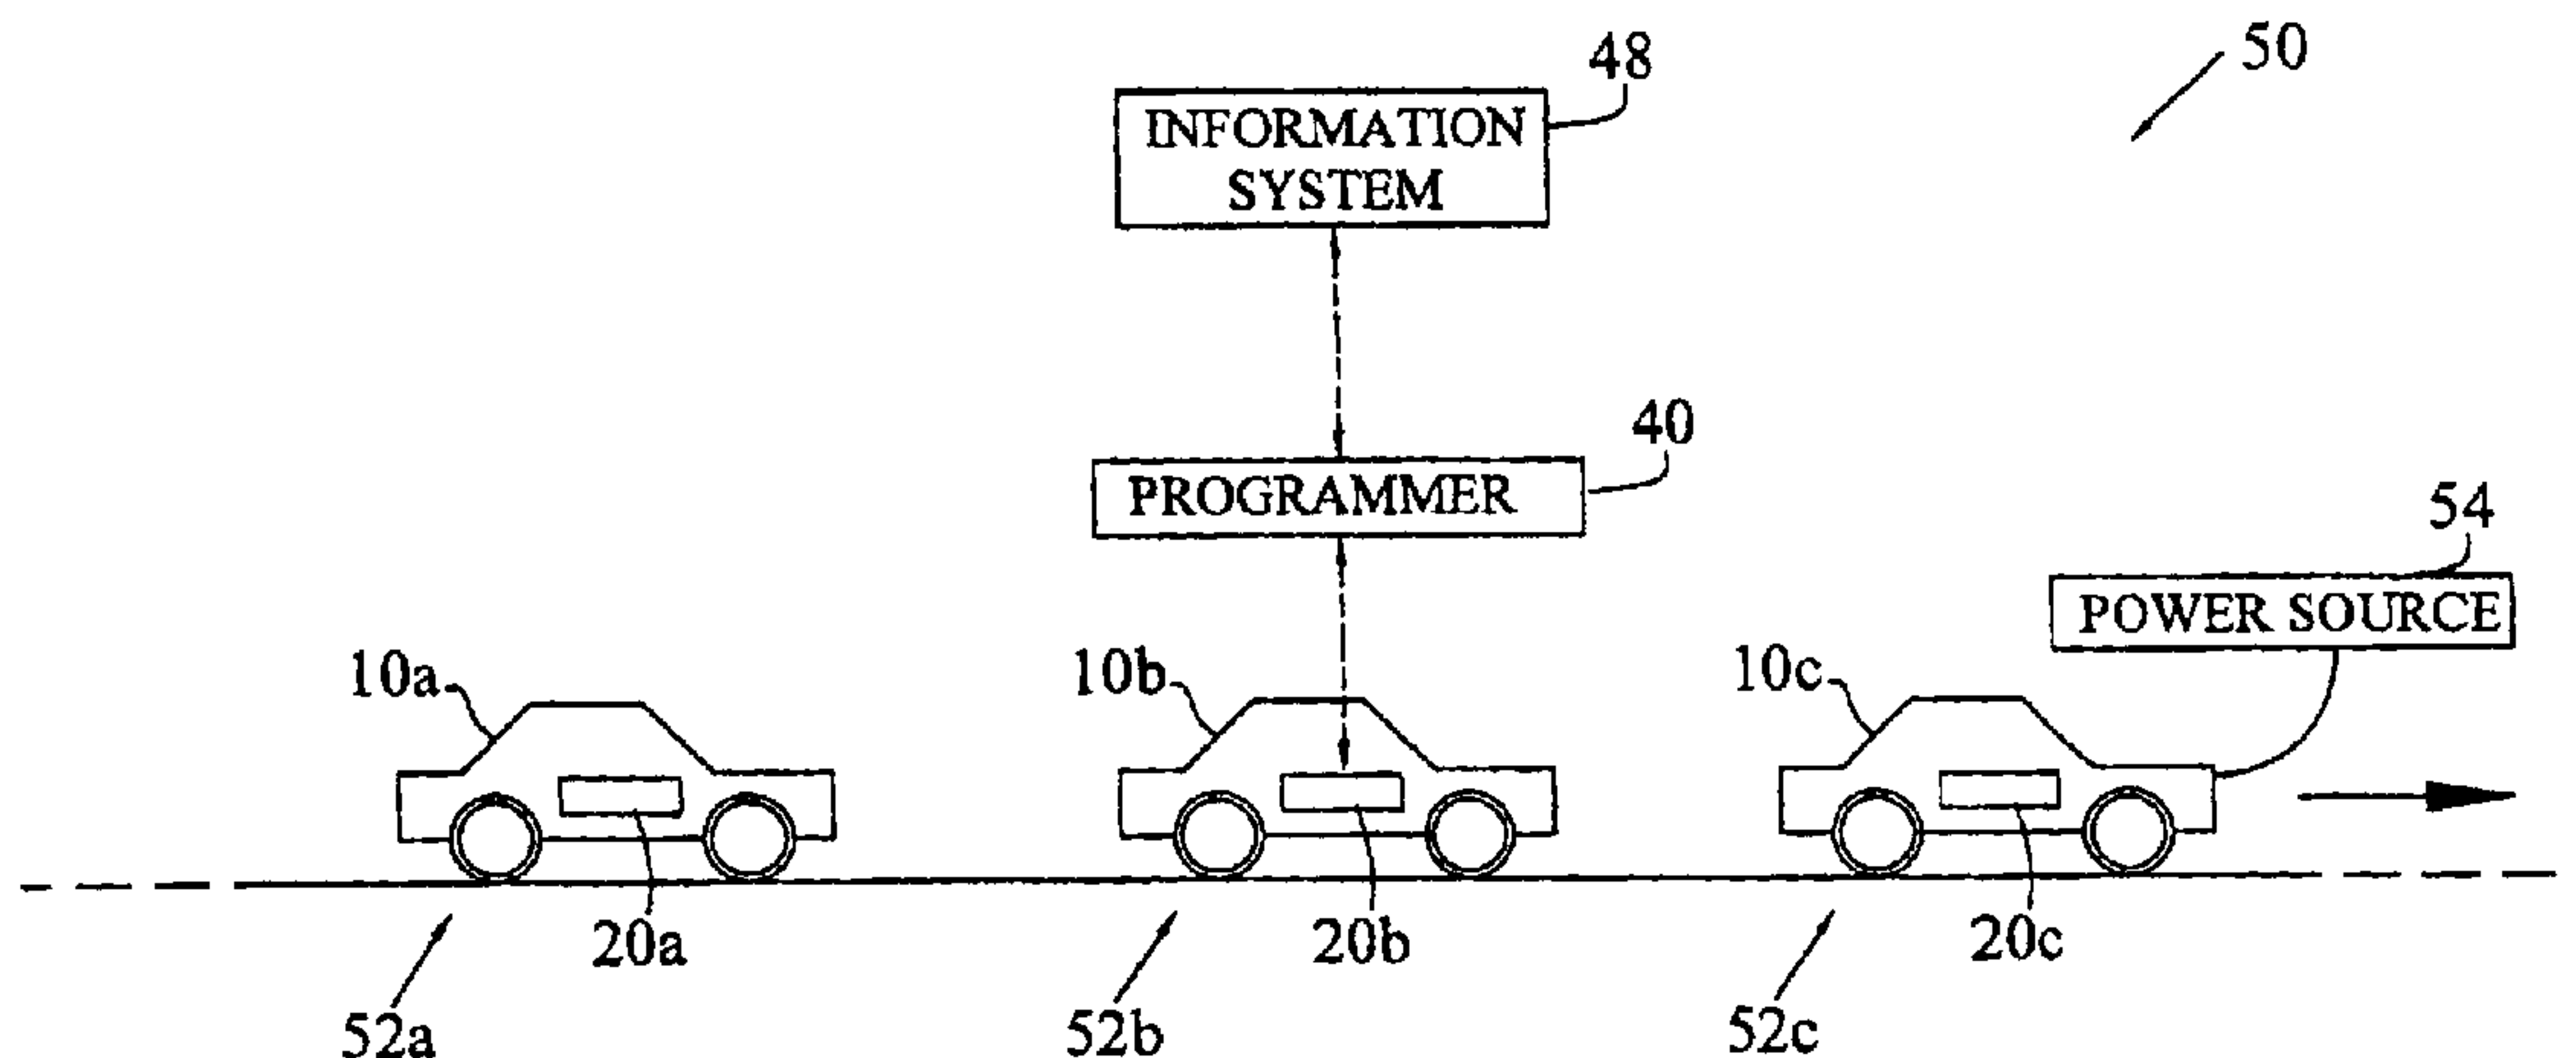 50
48
INFORMATION
SYSTEM
40
PROGRAMMER
54
POWER SOURCE
10a
10b
10c
20a
20b
20c
52a
52b
52c